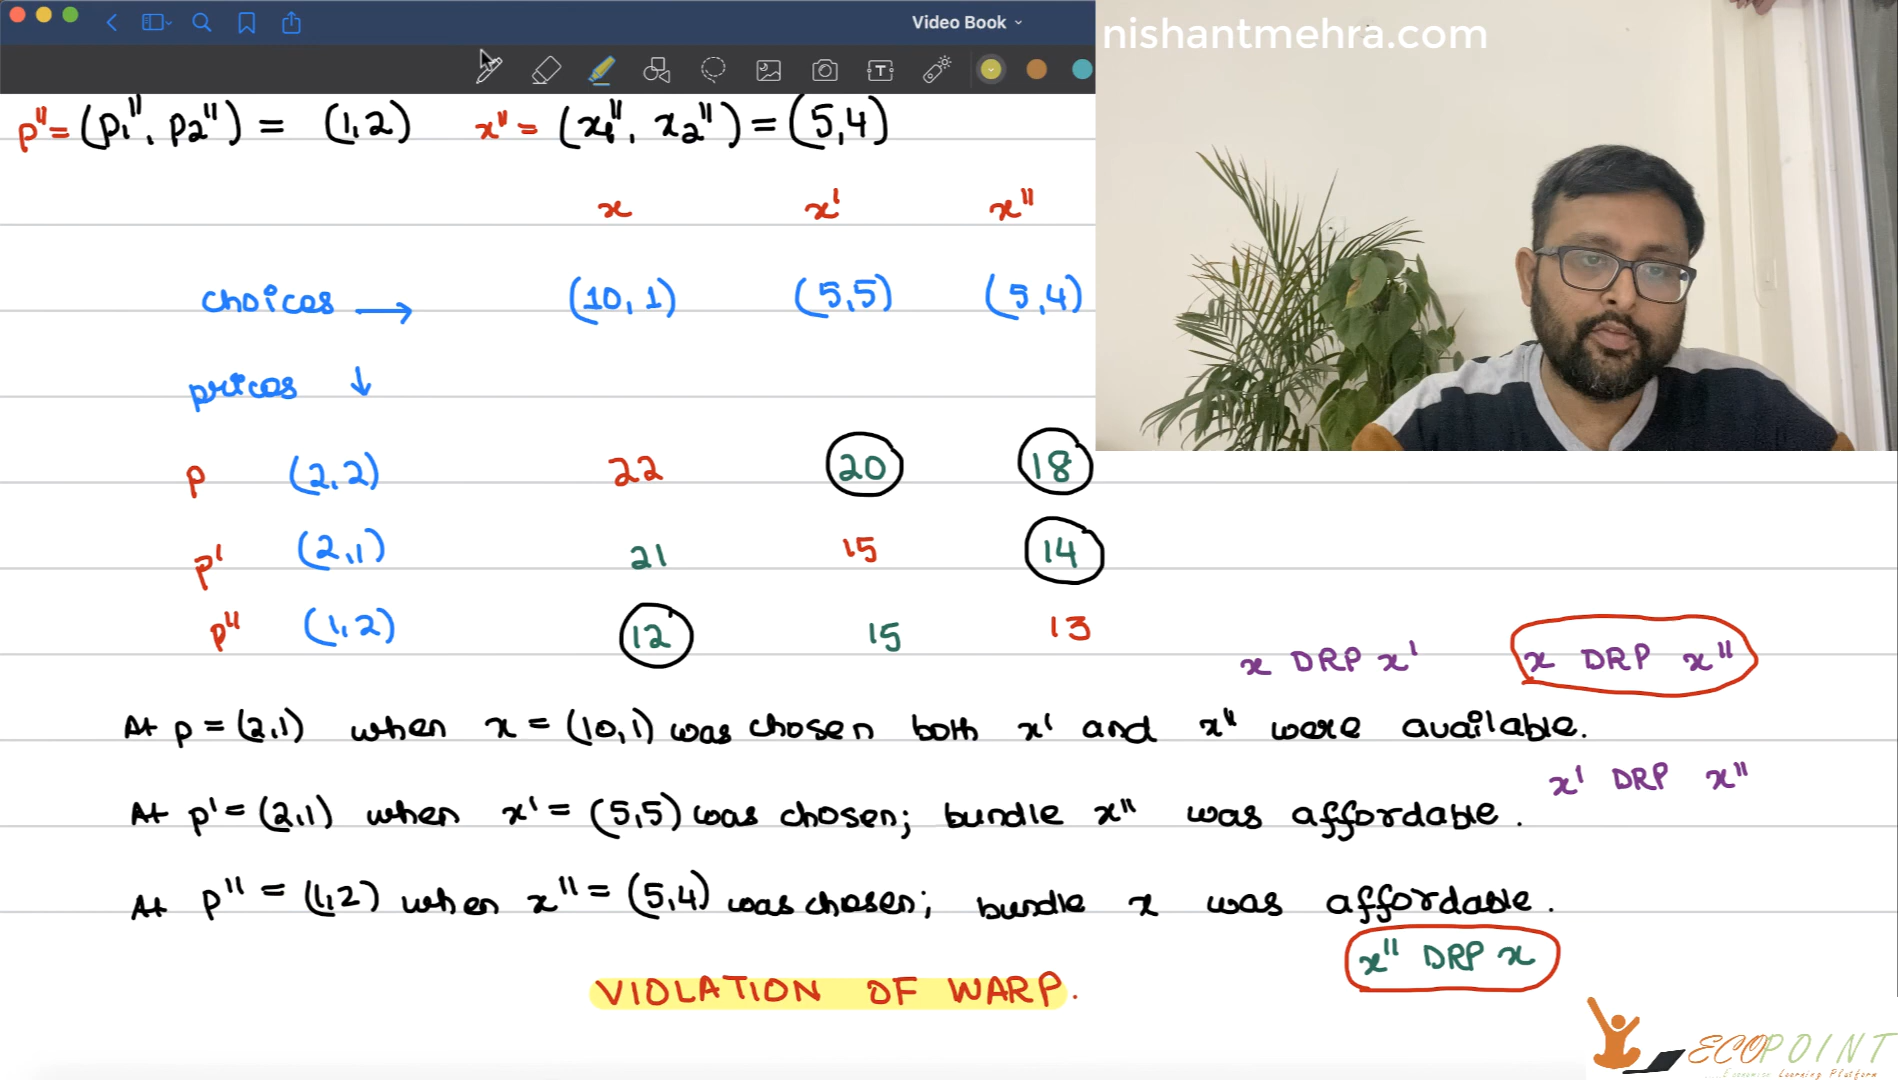 Video Book
nishantmehra.com
p" = (p1", p2") = (1,2) x" = (x1", x2") = (5,4)
x x' x"
choices → (10,1) (5,5) (5,4)
prices ↓
p (2,2) 22 20 18
p' (2,1) 21 15 14
p" (1,2) 12 15 13
x DRP x' x DRP x"
At p = (2,1) when x = (10,1) was chosen both x' and x" were available.
x' DRP x"
At p' = (2,1) when x' = (5,5) was chosen; bundle x" was affordable.
At p" = (1,2) when x" = (5,4) was chosen; bundle x was affordable.
x" DRP x
VIOLATION OF WARP.
ECOPOINT
Economics Learning Platform